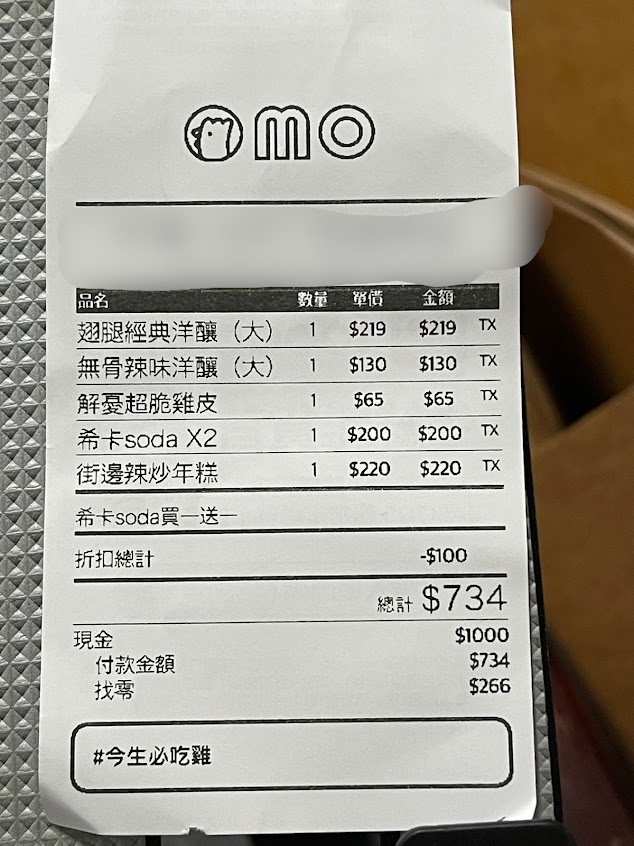 omo
品名 數量 單價 金額
翅腿經典洋釀（大） 1 $219 $219 TX
無骨辣味洋釀（大） 1 $130 $130 TX
解憂超脆雞皮 1 $65 $65 TX
希卡soda X2 1 $200 $200 TX
街邊辣炒年糕 1 $220 $220 TX
希卡soda買一送一
折扣總計 -$100
總計 $734
現金 $1000
付款金額 $734
找零 $266
#今生必吃雞